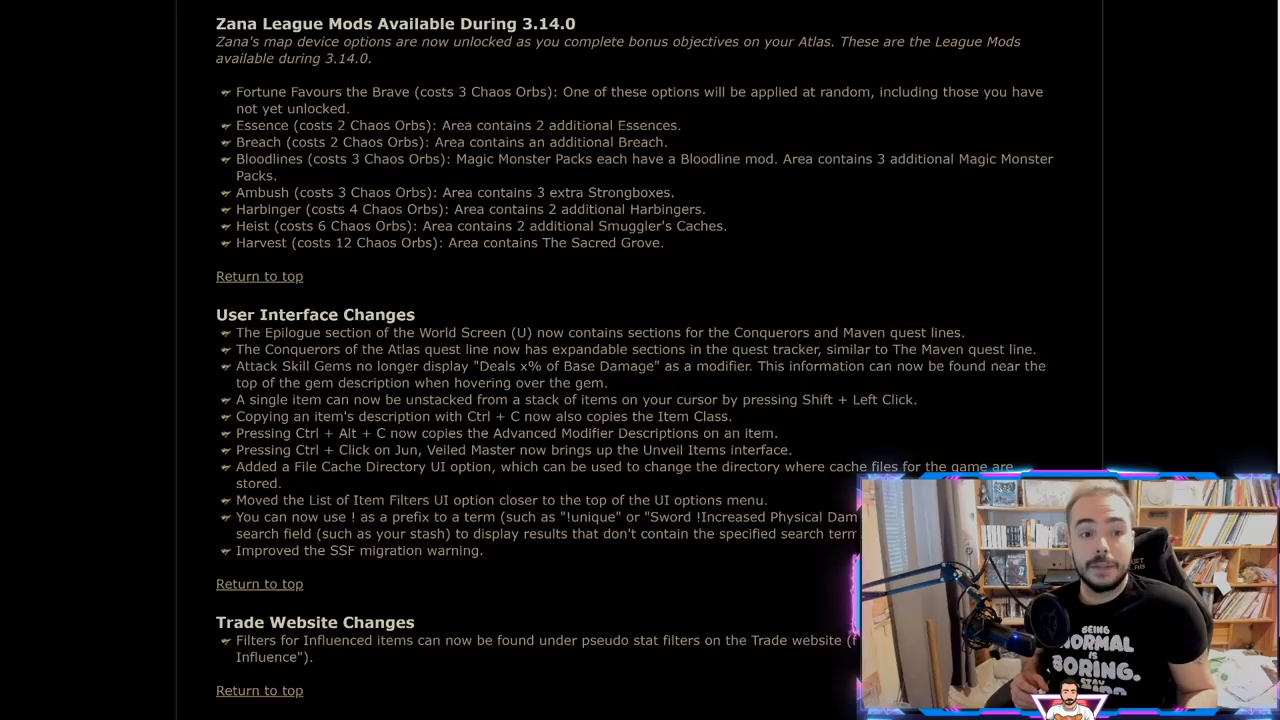 Zana League Mods Available During 3.14.0
Zana's map device options are now unlocked as you complete bonus objectives on your Atlas. These are the League Mods
available during 3.14.0.
Fortune Favours the Brave (costs 3 Chaos Orbs): One of these options will be applied at random, including those you have
not yet unlocked.
Essence (costs 2 Chaos Orbs): Area contains 2 additional Essences.
Breach (costs 2 Chaos Orbs): Area contains an additional Breach.
Bloodlines (costs 3 Chaos Orbs): Magic Monster Packs each have a Bloodline mod. Area contains 3 additional Magic Monster
Packs.
Ambush (costs 3 Chaos Orbs): Area contains 3 extra Strongboxes.
Harbinger (costs 4 Chaos Orbs): Area contains 2 additional Harbingers.
Heist (costs 6 Chaos Orbs): Area contains 2 additional Smuggler's Caches.
Harvest (costs 12 Chaos Orbs): Area contains The Sacred Grove.
Return to top
User Interface Changes
The Epilogue section of the World Screen (U) now contains sections for the Conquerors and Maven quest lines.
The Conquerors of the Atlas quest line now has expandable sections in the quest tracker, similar to The Maven quest line.
Attack Skill Gems no longer display "Deals x% of Base Damage" as a modifier. This information can now be found near the
top of the gem description when hovering over the gem.
A single item can now be unstacked from a stack of items on your cursor by pressing Shift + Left Click.
Copying an item's description with Ctrl + C now also copies the Item Class.
Pressing Ctrl + Alt + C now copies the Advanced Modifier Descriptions on an item.
Pressing Ctrl + Click on Jun, Veiled Master now brings up the Unveil Items interface.
Added a File Cache Directory UI option, which can be used to change the directory where cache files for the game are
stored.
Moved the List of Item Filters UI option closer to the top of the UI options menu.
You can now use ! as a prefix to a term (such as "!unique" or "Sword !Increased Physical Dam
search field (such as your stash) to display results that don't contain the specified search term
Improved the SSF migration warning.
Return to top
Trade Website Changes
Filters for Influenced items can now be found under pseudo stat filters on the Trade website (f
Influence").
Return to top
BEING
NORMAL
IS
BORING.
STAY